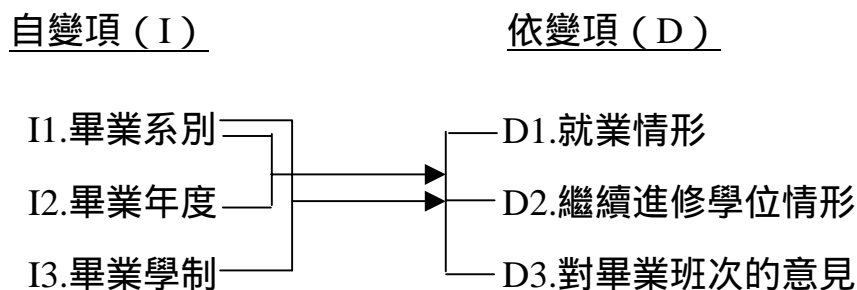 自變項（I） 依變項（D）
I1.畢業系別 D1.就業情形
I2.畢業年度 D2.繼續進修學位情形
I3.畢業學制 D3.對畢業班次的意見